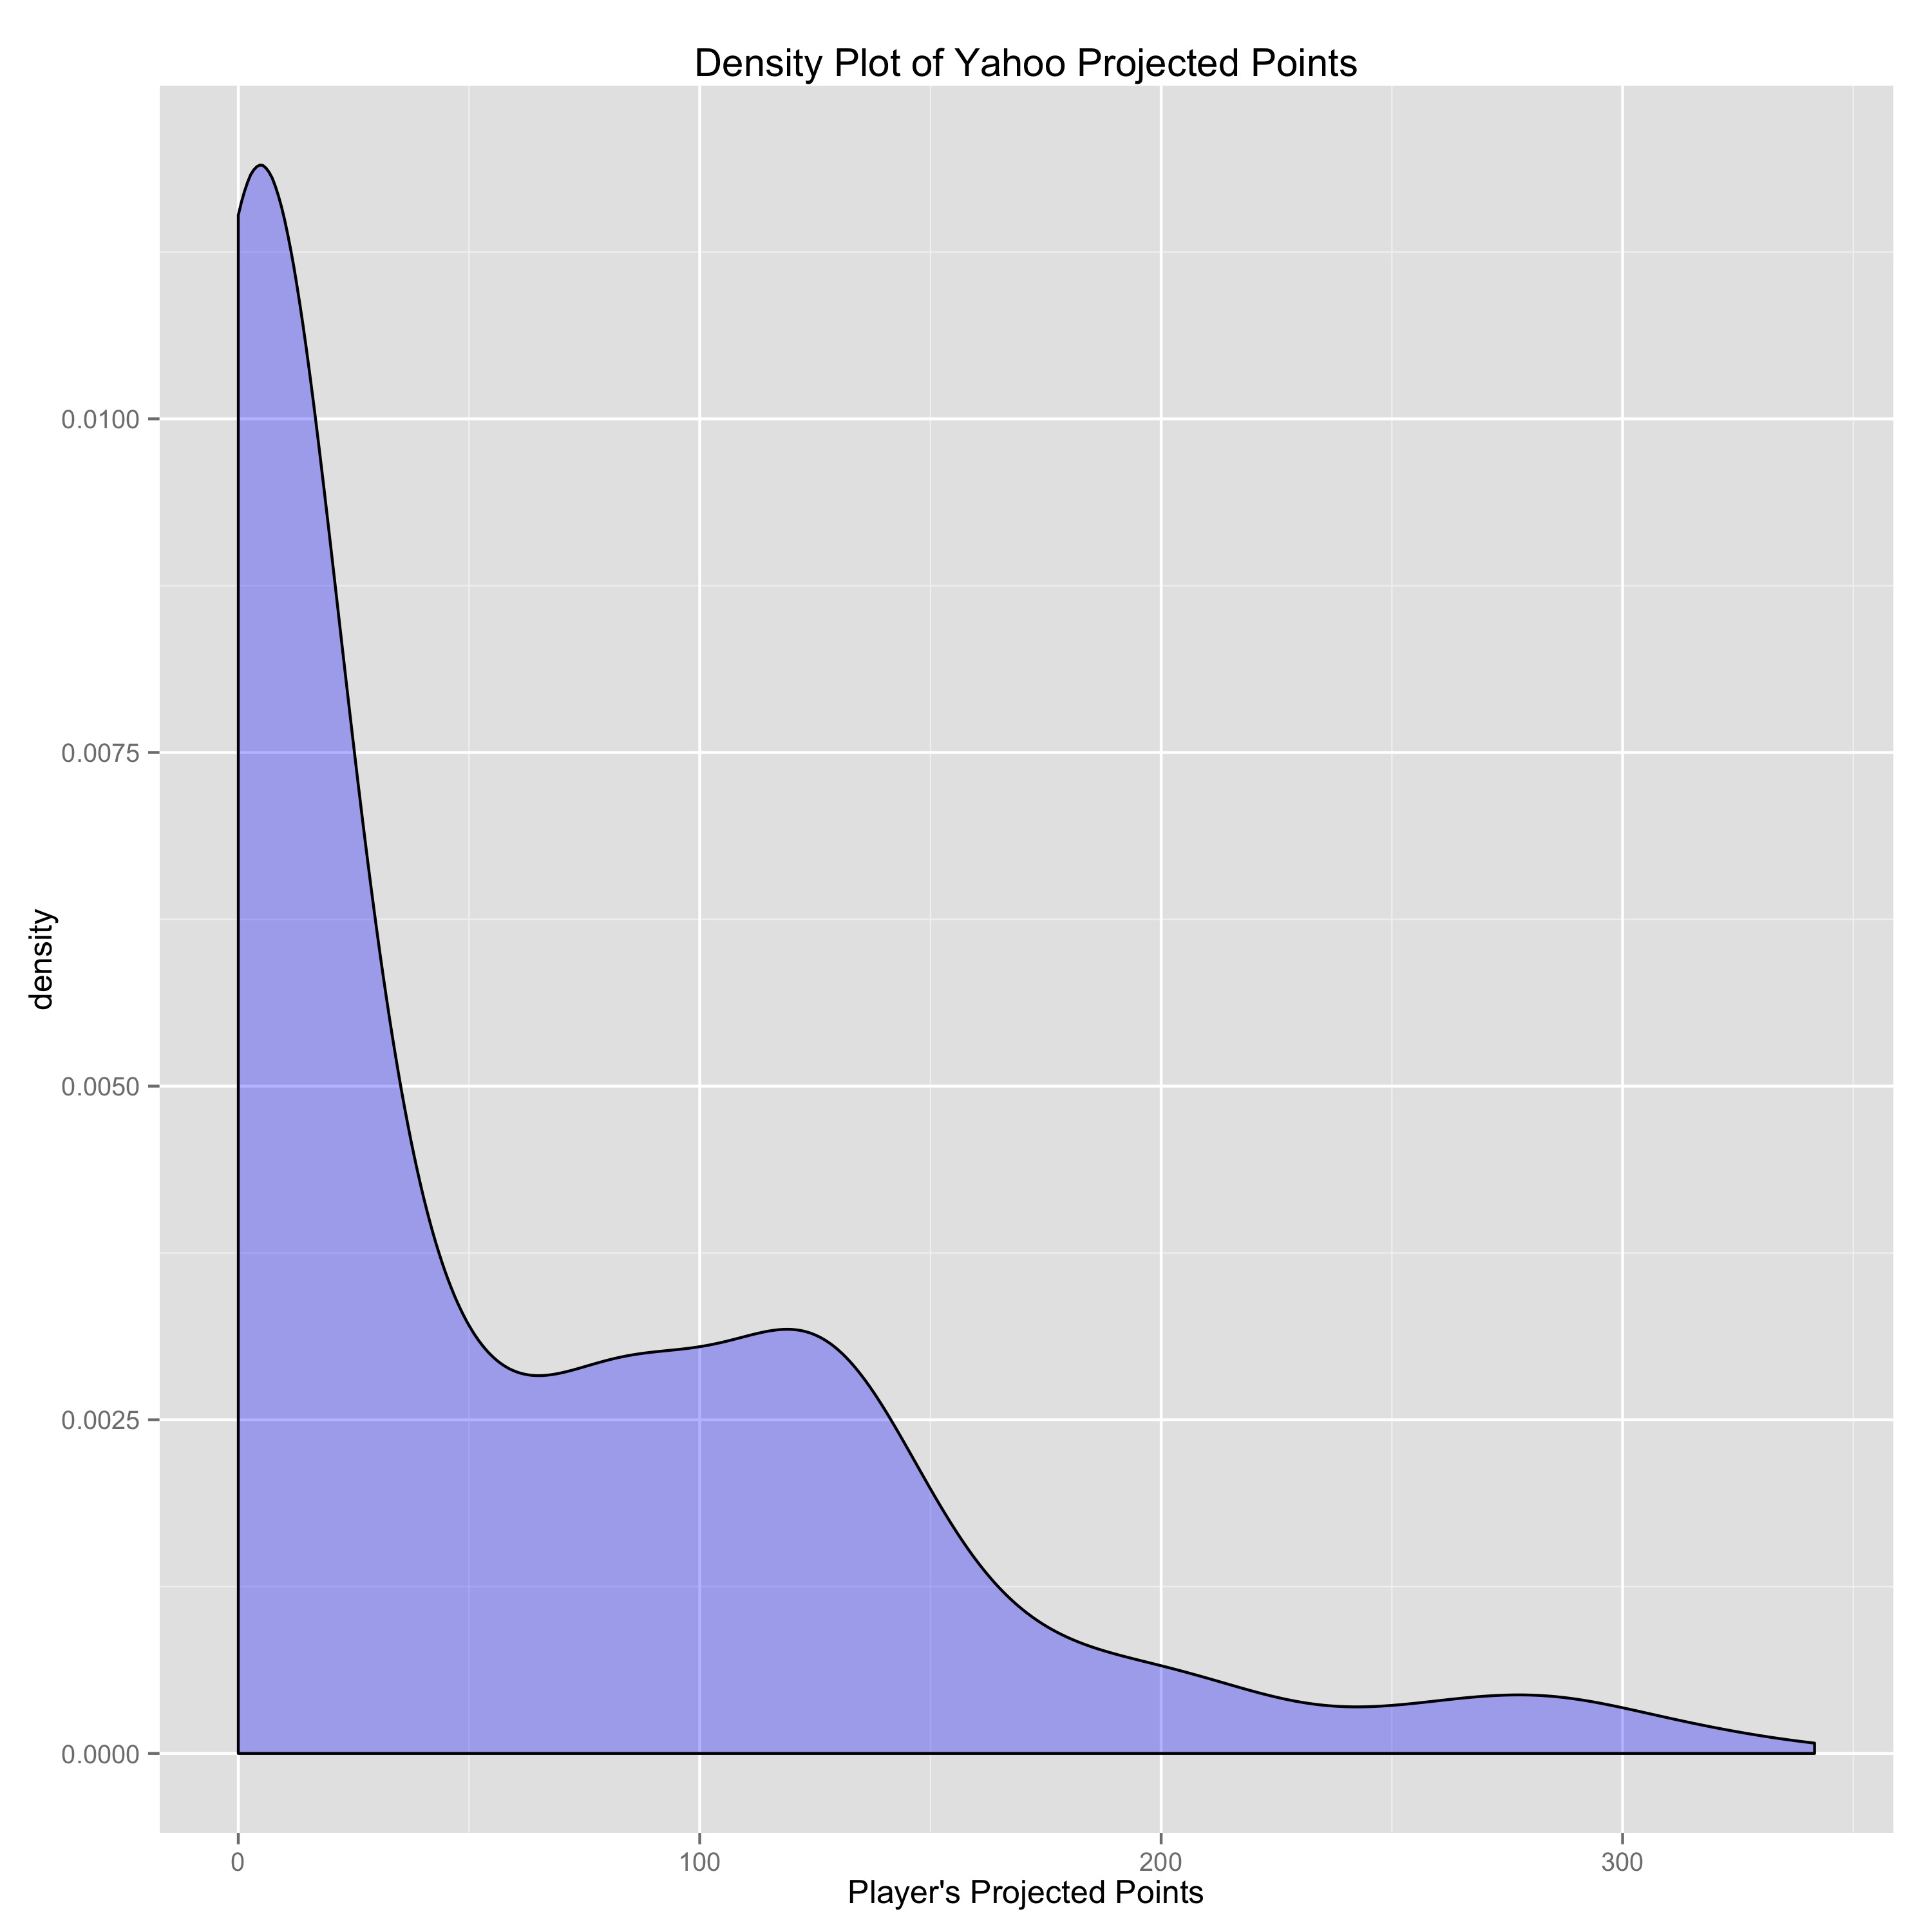 Density Plot of Yahoo Projected Points
density
0.0100
0.0075
0.0050
0.0025
0.0000
0 100 200 300
Player's Projected Points